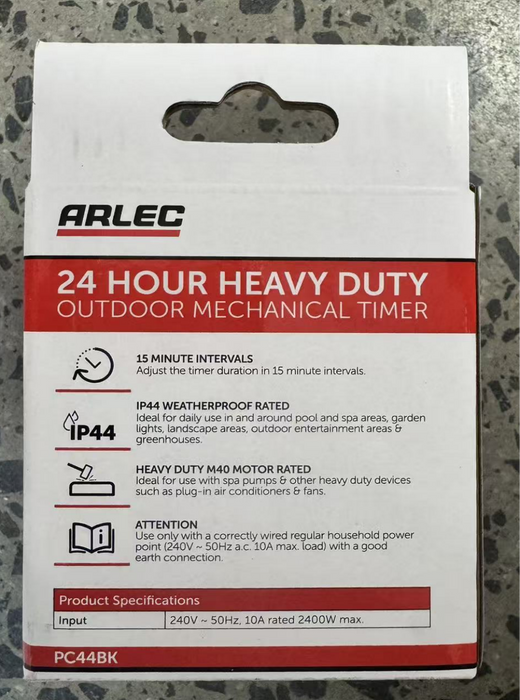 ARLEC
24 HOUR HEAVY DUTY
OUTDOOR MECHANICAL TIMER
15 MINUTE INTERVALS
Adjust the timer duration in 15 minute intervals.
IP44
IP44 WEATHERPROOF RATED
Ideal for daily use in and around pool and spa areas, garden
lights, landscape areas, outdoor entertainment areas &
greenhouses.
HEAVY DUTY M40 MOTOR RATED
Ideal for use with spa pumps & other heavy duty devices
such as plug-in air conditioners & fans.
ATTENTION
Use only with a correctly wired regular household power
point (240V ~ 50Hz a.c. 10A max. load) with a good
earth connection.
Product Specifications
Input 240V ~ 50Hz, 10A rated 2400W max.
PC44BK